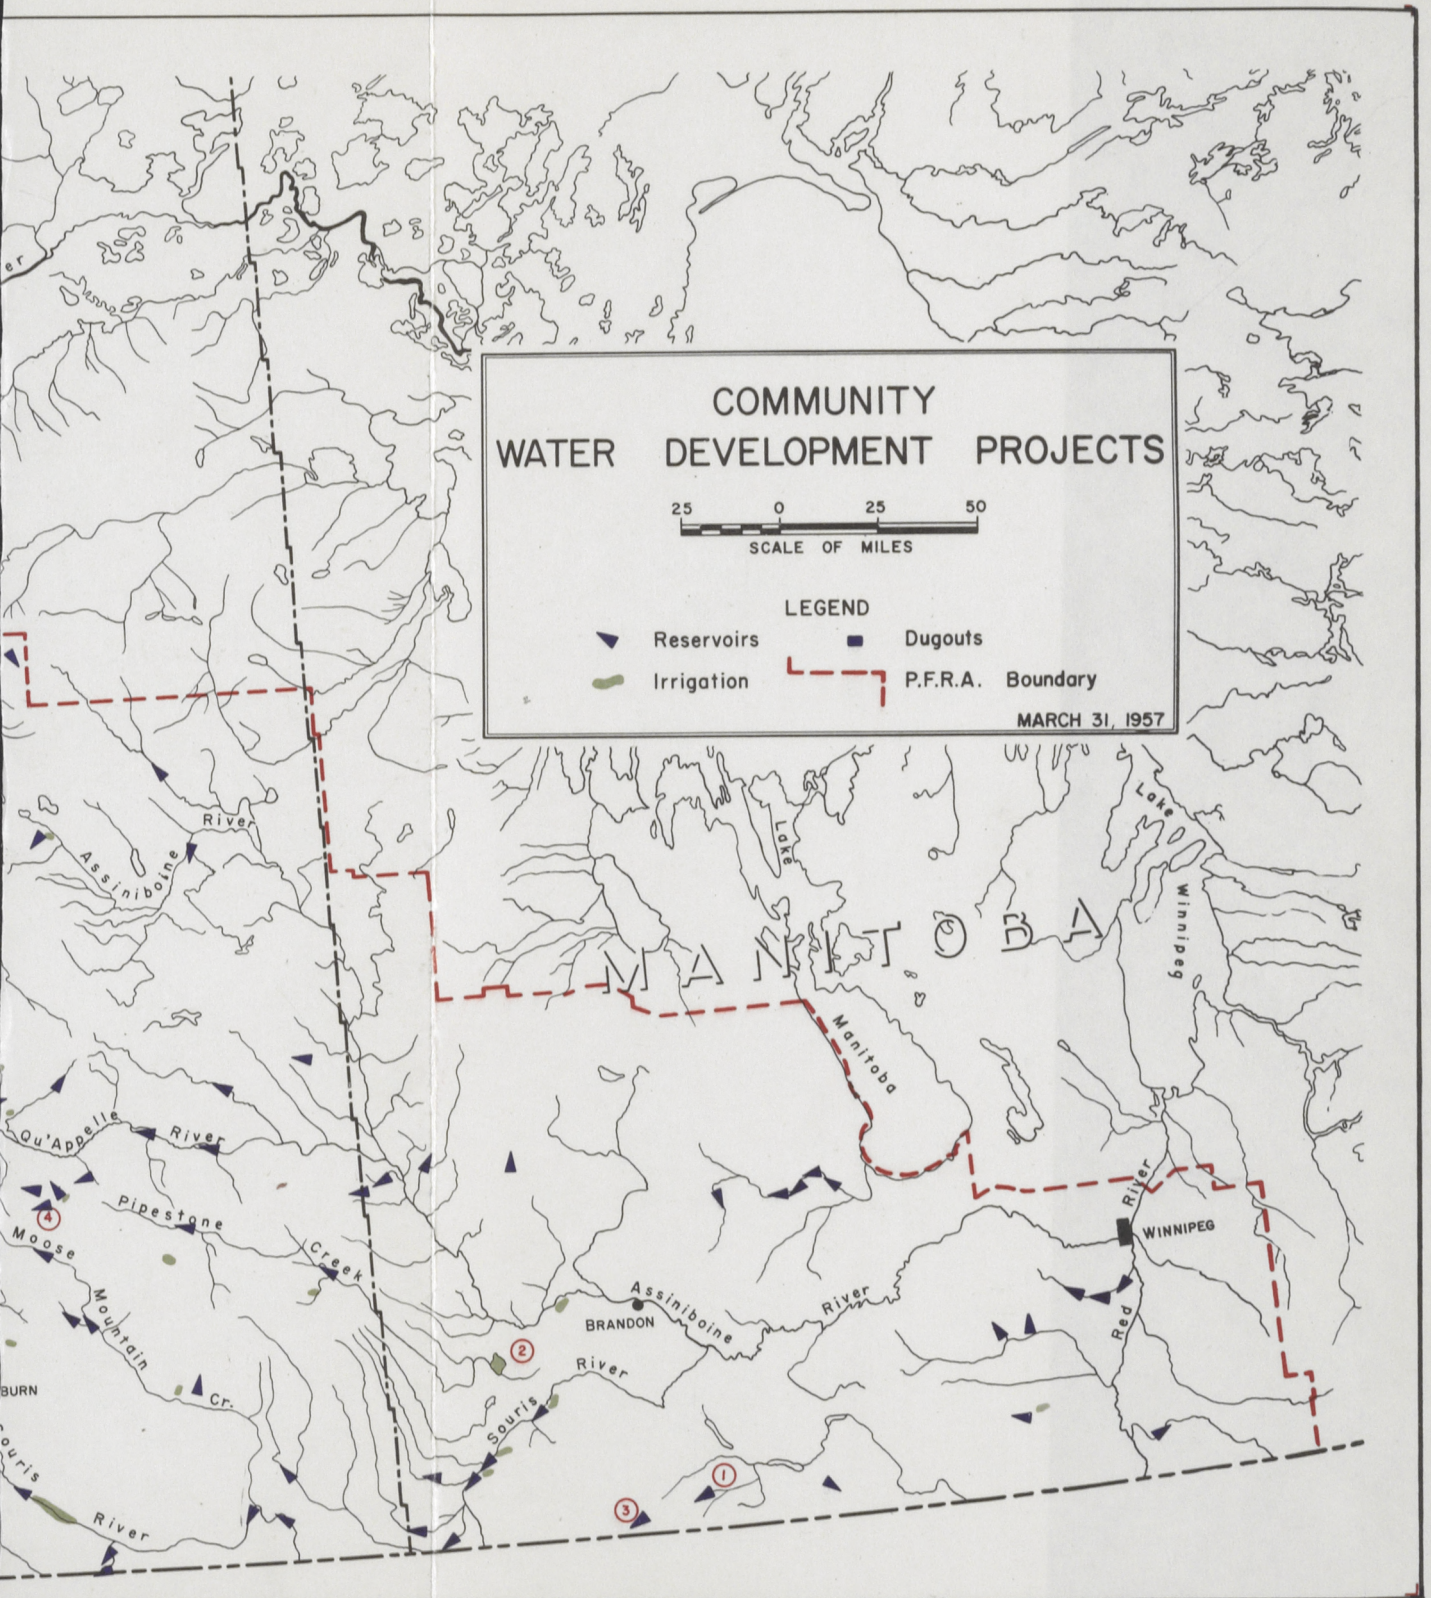 er
COMMUNITY
WATER DEVELOPMENT PROJECTS
25 0 25 50
SCALE OF MILES
LEGEND
Reservoirs
Dugouts
Irrigation
P.F.R.A. Boundary
MARCH 31, 1957
Lake
Winnipeg
Lake
Manitoba
MANITOBA
Assiniboine River
Qu'Appelle River
4
Pipestone Creek
Moose Mountain Cr.
River
WINNIPEG
Red
Assiniboine River
BRANDON
2
Souris River
BURN
ouris River
1
3